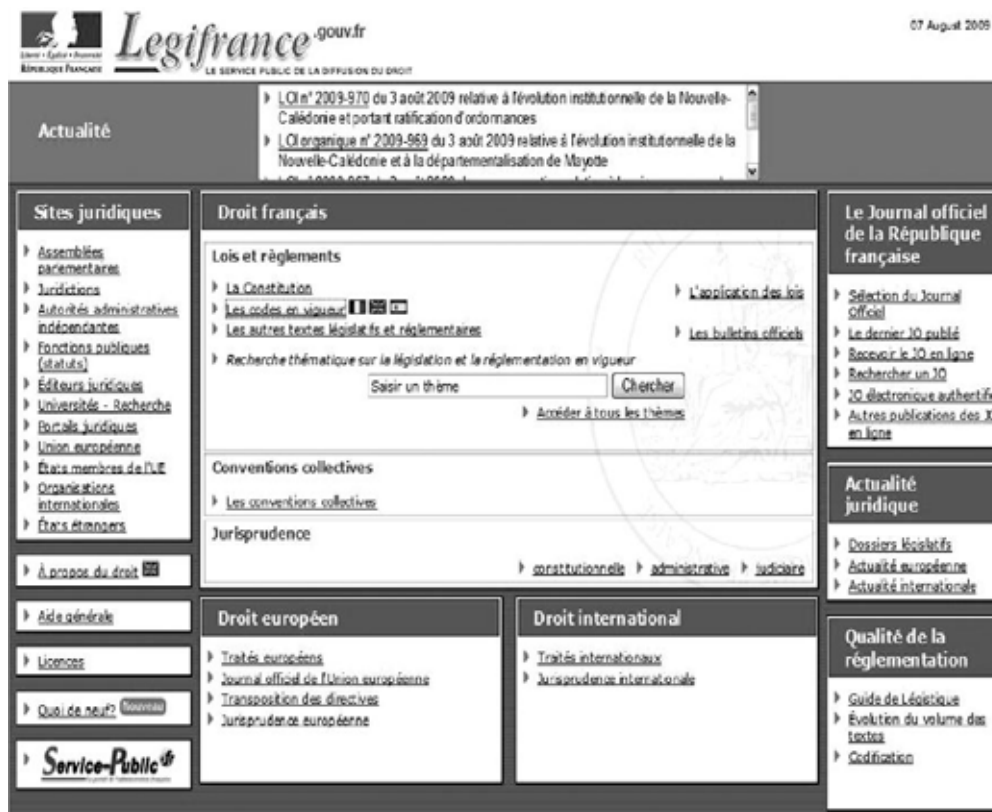 Liberté • Égalité • Fraternité
RÉPUBLIQUE FRANÇAISE
Legifrance .gouv.fr
LE SERVICE PUBLIC DE LA DIFFUSION DU DROIT
07 August 2009
Actualité
LOI n° 2009-970 du 3 août 2009 relative à l'évolution institutionnelle de la Nouvelle-
Calédonie et portant ratification d'ordonnances
LOI organique n° 2009-969 du 3 août 2009 relative à l'évolution institutionnelle de la
Nouvelle-Calédonie et à la départementalisation de Mayotte
Sites juridiques
Assemblées
parlementaires
Juridictions
Autorités administratives
indépendantes
Fonctions publiques
(statuts)
Éditeurs juridiques
Universités - Recherche
Portails juridiques
Union européenne
États membres de l'UE
Organisations
internationales
États étrangers
À propos du droit
Aide générale
Licences
Quoi de neuf? Nouveau
Service-Public.fr
Droit français
Lois et règlements
La Constitution
Les codes en vigueur
Les autres textes législatifs et réglementaires
L'application des lois
Les bulletins officiels
Recherche thématique sur la législation et la réglementation en vigueur
Saisir un thème Chercher
Accéder à tous les thèmes
Conventions collectives
Les conventions collectives
Jurisprudence
constitutionnelle administrative judiciaire
Droit européen
Traités européens
Journal officiel de l'Union européenne
Transposition des directives
Jurisprudence européenne
Droit international
Traités internationaux
Jurisprudence internationale
Le Journal officiel
de la République
française
Sélection du Journal
Officiel
Le dernier JO publié
Recevoir le JO en ligne
Rechercher un JO
JO électronique authentifié
Autres publications des J
en ligne
Actualité
juridique
Dossiers législatifs
Actualité européenne
Actualité internationale
Qualité de la
réglementation
Guide de Légistique
Évolution du volume des
textes
Codification